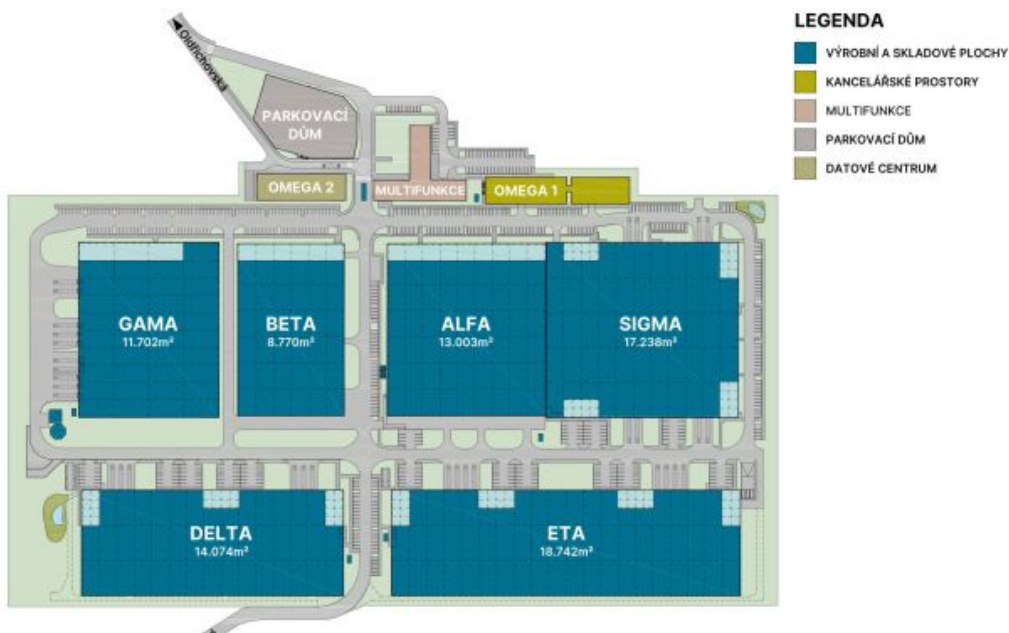 LEGENDA
VÝROBNÍ A SKLADOVÉ PLOCHY
KANCELÁŘSKÉ PROSTORY
MULTIFUNKCE
PARKOVACÍ DŮM
DATOVÉ CENTRUM
Oldřichovská
PARKOVACÍ
DŮM
OMEGA 2
MULTIFUNKCE
OMEGA 1
GAMA
11.702m²
BETA
8.770m²
ALFA
13.003m²
SIGMA
17.238m²
DELTA
14.074m²
ETA
18.742m²